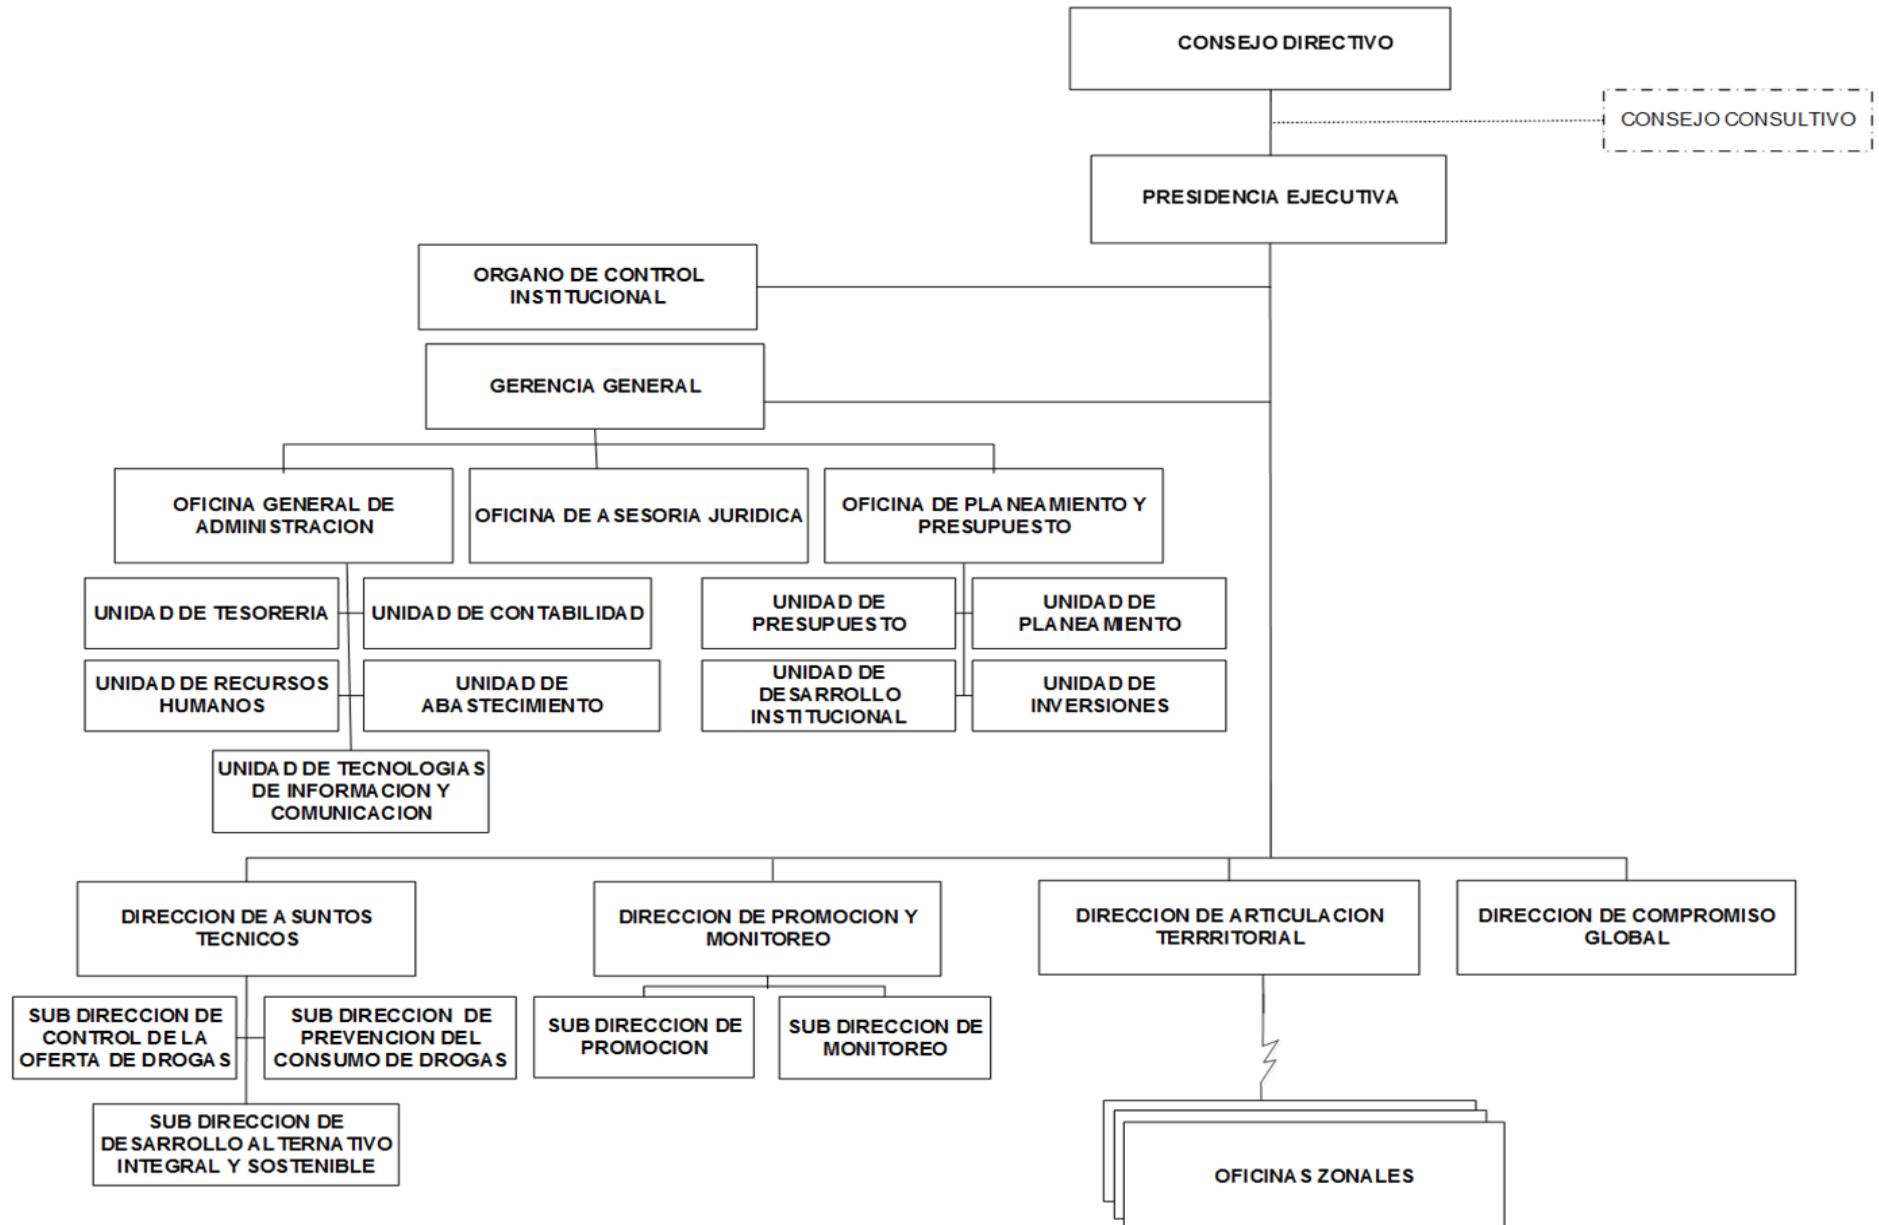 CONSEJO DIRECTIVO
CONSEJO CONSULTIVO
PRESIDENCIA EJECUTIVA
ORGANO DE CONTROL
INSTITUCIONAL
GERENCIA GENERAL
OFICINA GENERAL DE
ADMINISTRACION
OFICINA DE ASESORIA JURIDICA
OFICINA DE PLANEAMIENTO Y
PRESUPUESTO
UNIDAD DE TESORERIA
UNIDAD DE CONTABILIDAD
UNIDAD DE
PRESUPUESTO
UNIDAD DE
PLANEAMIENTO
UNIDAD DE RECURSOS
HUMANOS
UNIDAD DE
ABASTECIMIENTO
UNIDAD DE
DESARROLLO
INSTITUCIONAL
UNIDAD DE
INVERSIONES
UNIDAD DE TECNOLOGIAS
DE INFORMACION Y
COMUNICACION
DIRECCION DE ASUNTOS
TECNICOS
DIRECCION DE PROMOCION Y
MONITOREO
DIRECCION DE ARTICULACION
TERRRITORIAL
DIRECCION DE COMPROMISO
GLOBAL
SUB DIRECCION DE
CONTROL DE LA
OFERTA DE DROGAS
SUB DIRECCION DE
PREVENCION DEL
CONSUMO DE DROGAS
SUB DIRECCION DE
PROMOCION
SUB DIRECCION DE
MONITOREO
SUB DIRECCION DE
DESARROLLO ALTERNATIVO
INTEGRAL Y SOSTENIBLE
OFICINAS ZONALES